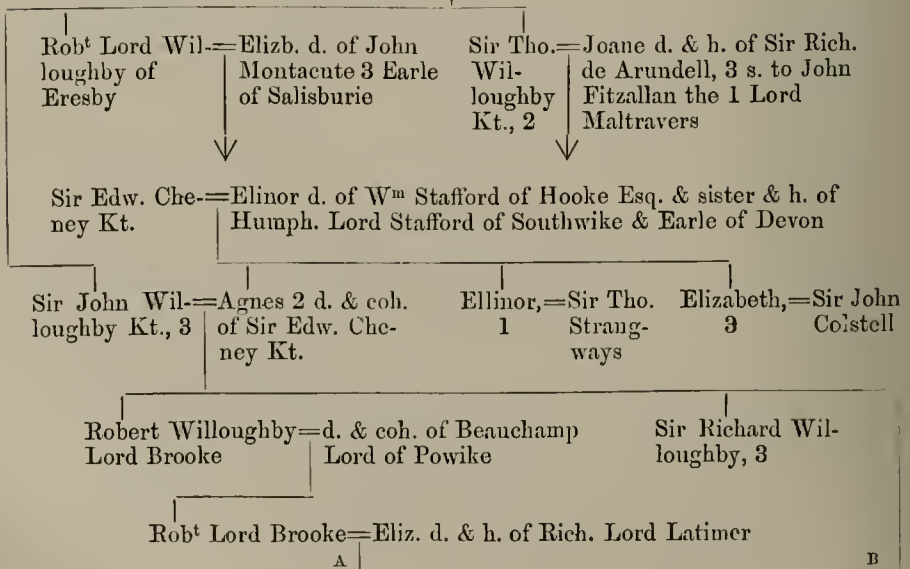 Robᵗ Lord Wil-=Elizb. d. of John
loughby of Montacute 3 Earle
Eresby of Salisburie
Sir Tho.=Joane d. & h. of Sir Rich.
Wil- de Arundell, 3 s. to John
loughby Fitzallan the 1 Lord
Kt., 2 Maltravers
Sir Edw. Che-=Elinor d. of Wᵐ Stafford of Hooke Esq. & sister & h. of
ney Kt. Humph. Lord Stafford of Southwike & Earle of Devon
Sir John Wil-=Agnes 2 d. & coh.
loughby Kt., 3 of Sir Edw. Che-
ney Kt.
Ellinor,=Sir Tho.
1 Strang-
ways
Elizabeth,=Sir John
3 Colstell
Robert Willoughby=d. & coh. of Beauchamp
Lord Brooke Lord of Powike
Sir Richard Wil-
loughby, 3
Robᵗ Lord Brooke=Eliz. d. & h. of Rich. Lord Latimer
A B